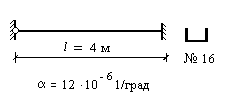 l = 4 м
№ 16
α = 12 · 10⁻⁶ 1/град